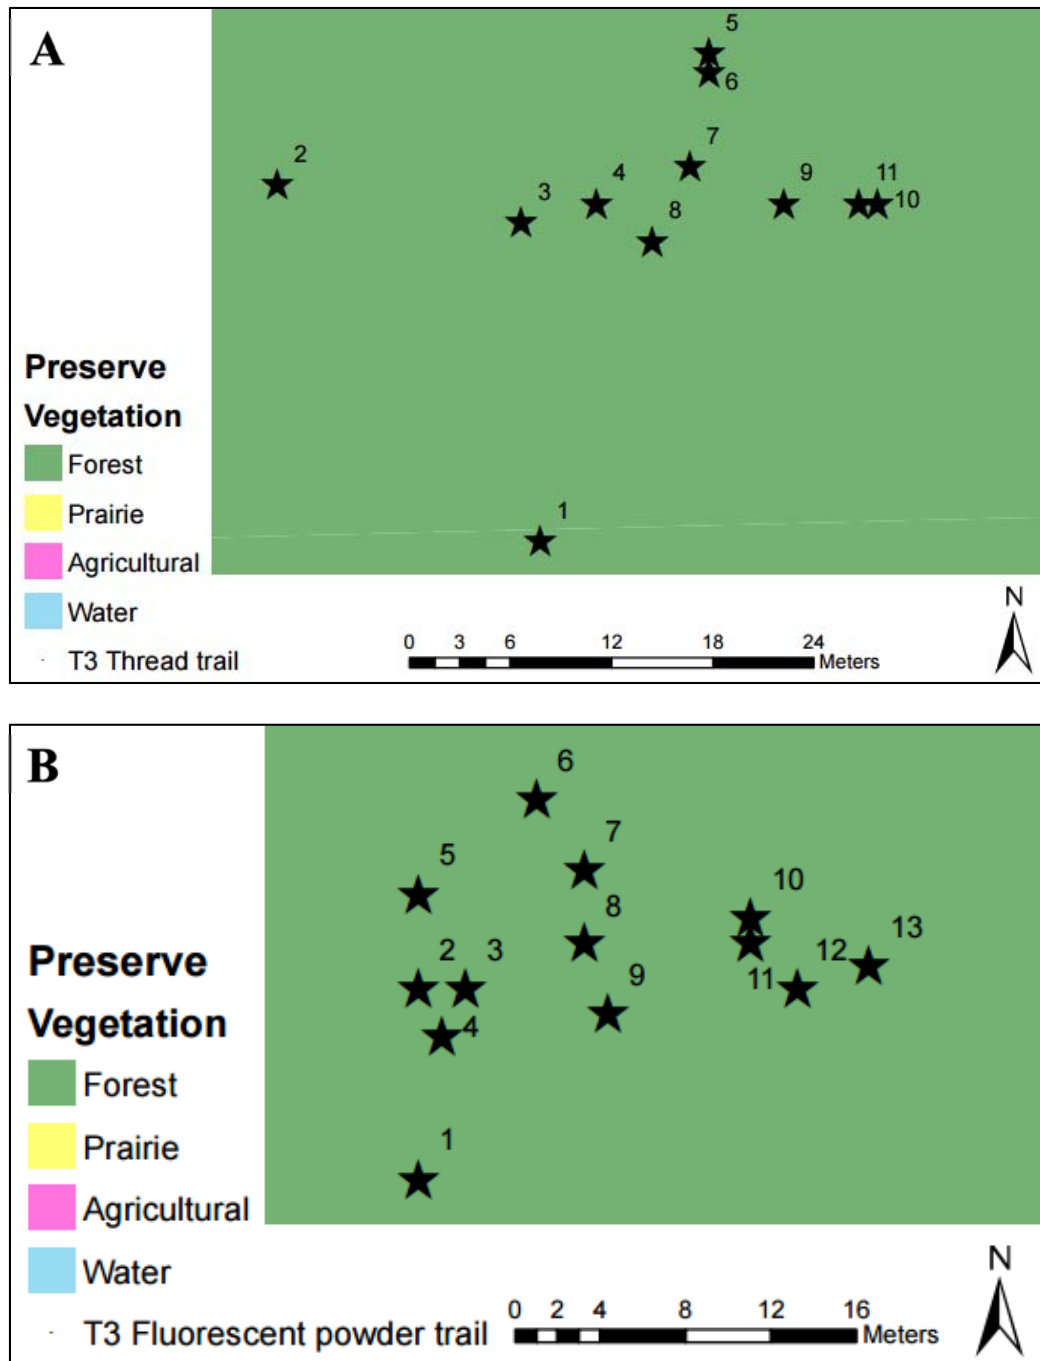 A
5
6
7
2
4
9
11
3
10
8
Preserve
Vegetation
Forest
Prairie
1
Agricultural
Water
N
T3 Thread trail
0 3 6 12 18 24
Meters
B
6
7
5
10
8
13
2 3
12
11
9
4
Preserve
Vegetation
Forest
1
Prairie
Agricultural
Water
N
T3 Fluorescent powder trail
0 2 4 8 12 16
Meters